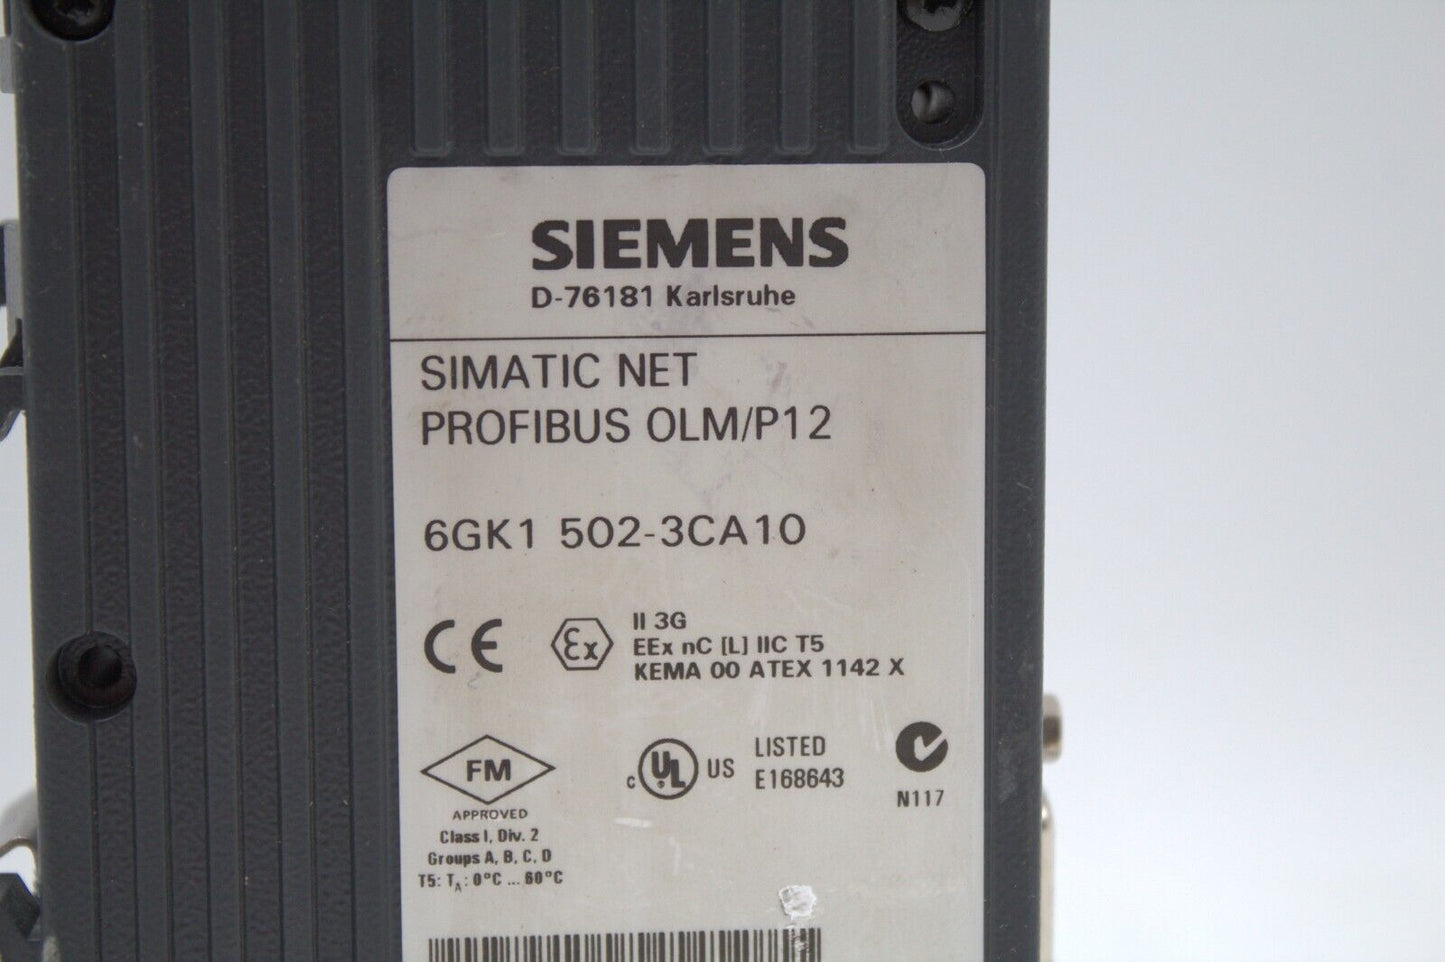 SIEMENS
D-76181 Karlsruhe
SIMATIC NET
PROFIBUS OLM/P12
6GK1 502-3CA10
CE
Ex
II 3G
EEx nC [L] IIC T5
KEMA 00 ATEX 1142 X
FM
APPROVED
Class I, Div. 2
Groups A, B, C, D
T5: TA: 0°C ... 60°C
c UL US
LISTED
E168643
N117